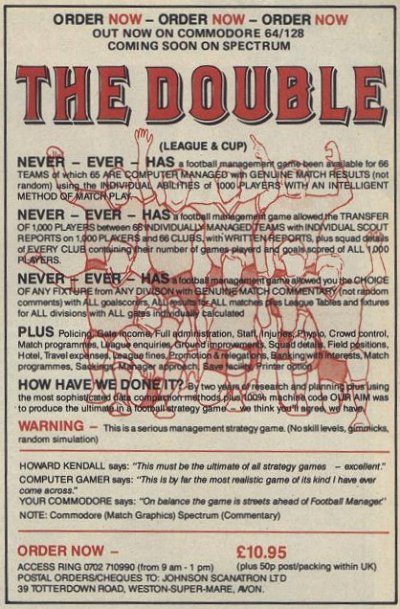 ORDER NOW – ORDER NOW – ORDER NOW
OUT NOW ON COMMODORE 64/128
COMING SOON ON SPECTRUM
THE DOUBLE
(LEAGUE & CUP)
NEVER – EVER – HAS a football management game been available for 66
TEAMS of which 65 ARE COMPUTER MANAGED with GENUINE MATCH RESULTS (not
random) using the INDIVIDUAL ABILITIES of 1000 PLAYERS WITH AN INTELLIGENT
METHOD OF MATCH PLAY.
NEVER – EVER – HAS a football management game allowed the TRANSFER
OF 1,000 PLAYERS between 66 INDIVIDUALLY MANAGED TEAMS with INDIVIDUAL SCOUT
REPORTS on 1,000 PLAYERS and 66 CLUBS, with WRITTEN REPORTS, plus squad details
of EVERY CLUB containing their number of games played and goals scored of ALL 1,000
PLAYERS.
NEVER – EVER – HAS a football management game allowed you the CHOICE
OF ANY FIXTURE from ANY DIVISION with GENUINE MATCH COMMENTARY (not random
comments) with ALL goalscorers, ALL results for ALL matches plus League Tables and fixtures
for ALL divisions with ALL gates individually calculated
PLUS Policing, Gate income, Full administration, Staff, Injuries, Physio, Crowd control,
Match programmes, League enquiries, Ground improvements, Squad details, Field positions,
Hotel, Travel expenses, League fines, Promotion & relegation, Banking with interests, Match
programmes, Sackings, Manager approach, Save facility, Printer option.
HOW HAVE WE DONE IT? By two years of research and planning plus using
the most sophisticated data compression methods, plus 100% machine code OUR AIM was
to produce the ultimate in a football strategy game . . . we think you'll agree, we have.
WARNING – This is a serious management strategy game. (No skill levels, gimmicks,
random simulation)
HOWARD KENDALL says: "This must be the ultimate of all strategy games – excellent."
COMPUTER GAMER says: "This is by far the most realistic game of its kind I have ever
come across."
YOUR COMMODORE says: "On balance the game is streets ahead of Football Manager."
NOTE: Commodore (Match Graphics) Spectrum (Commentary)
ORDER NOW – £10.95
ACCESS RING 0702 710990 (from 9 am - 1 pm) (plus 50p post/packing within UK)
POSTAL ORDERS/CHEQUES TO: JOHNSON SCANATRON LTD
39 TOTTERDOWN ROAD, WESTON-SUPER-MARE, AVON.